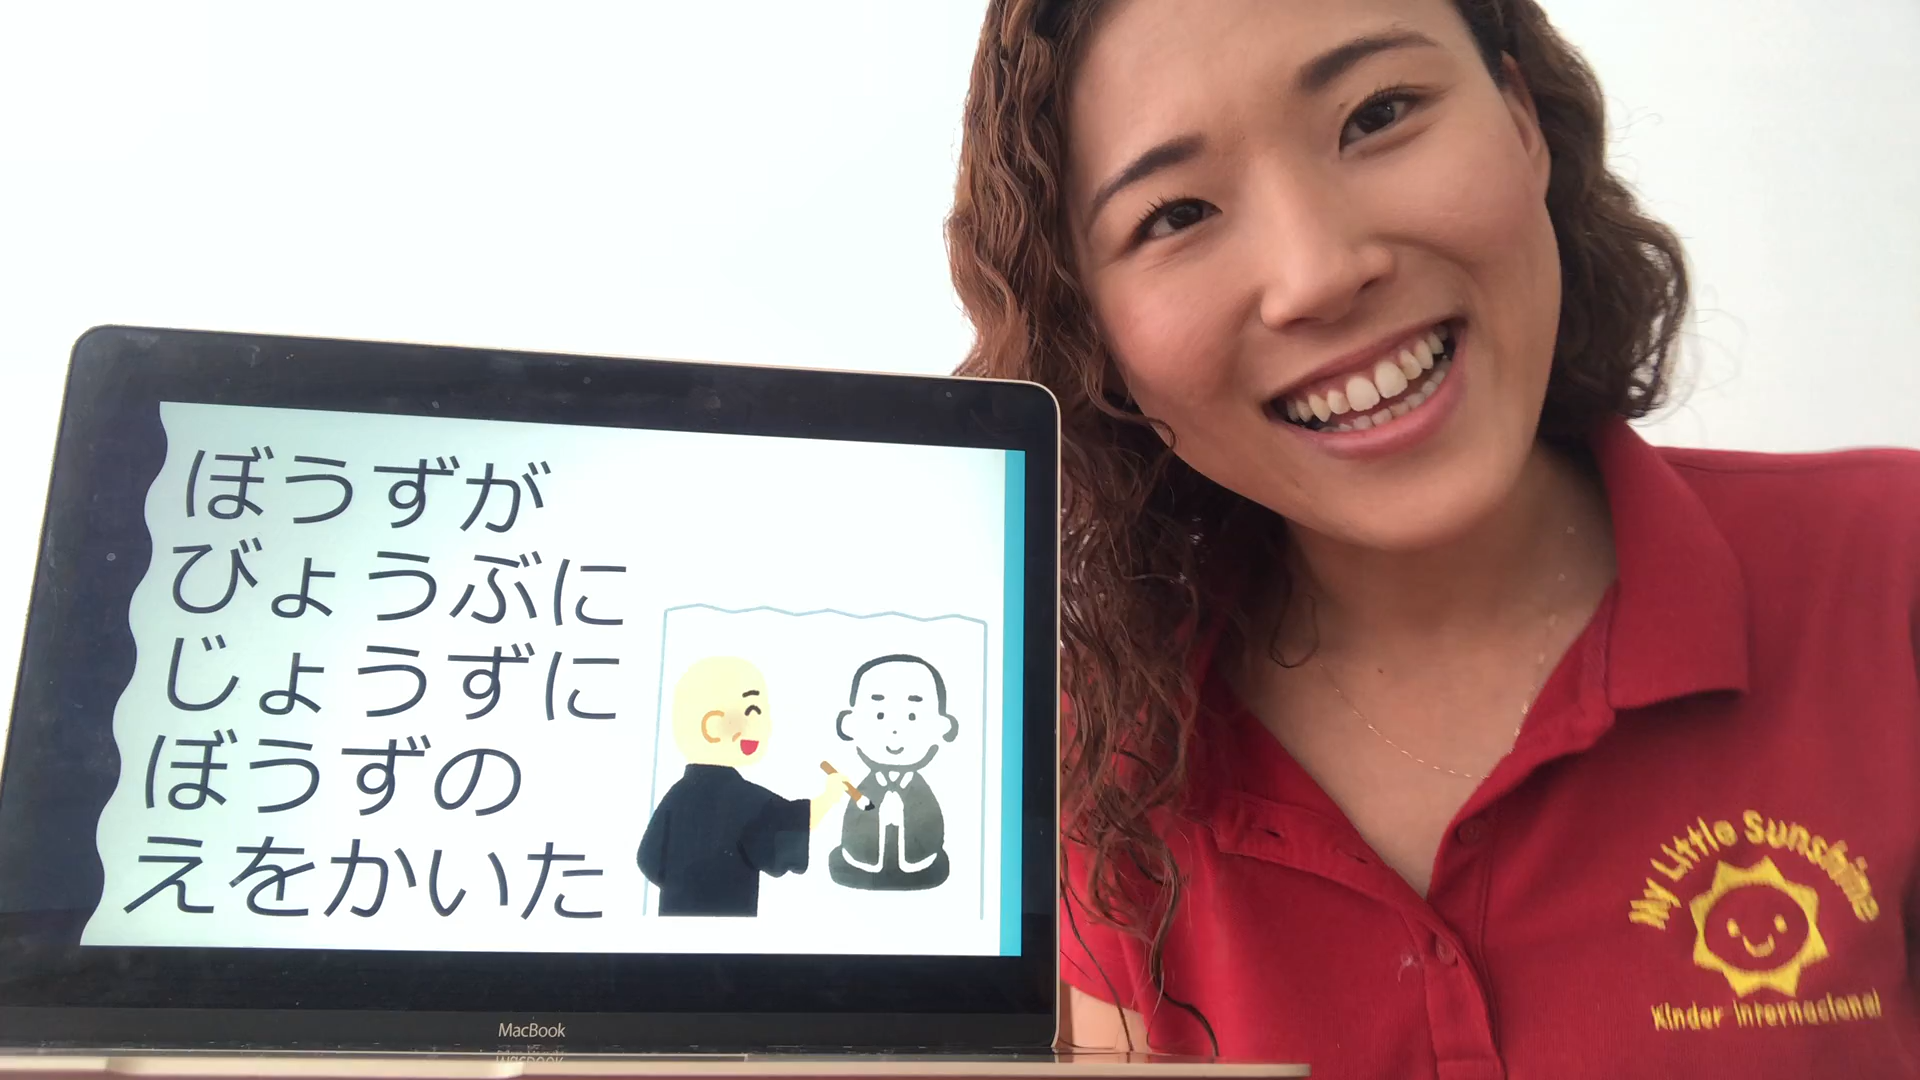 ぼうずが
びょうぶに
じょうずに
ぼうずの
えをかいた
MacBook
My Little Sunshine
Kinder Internacional